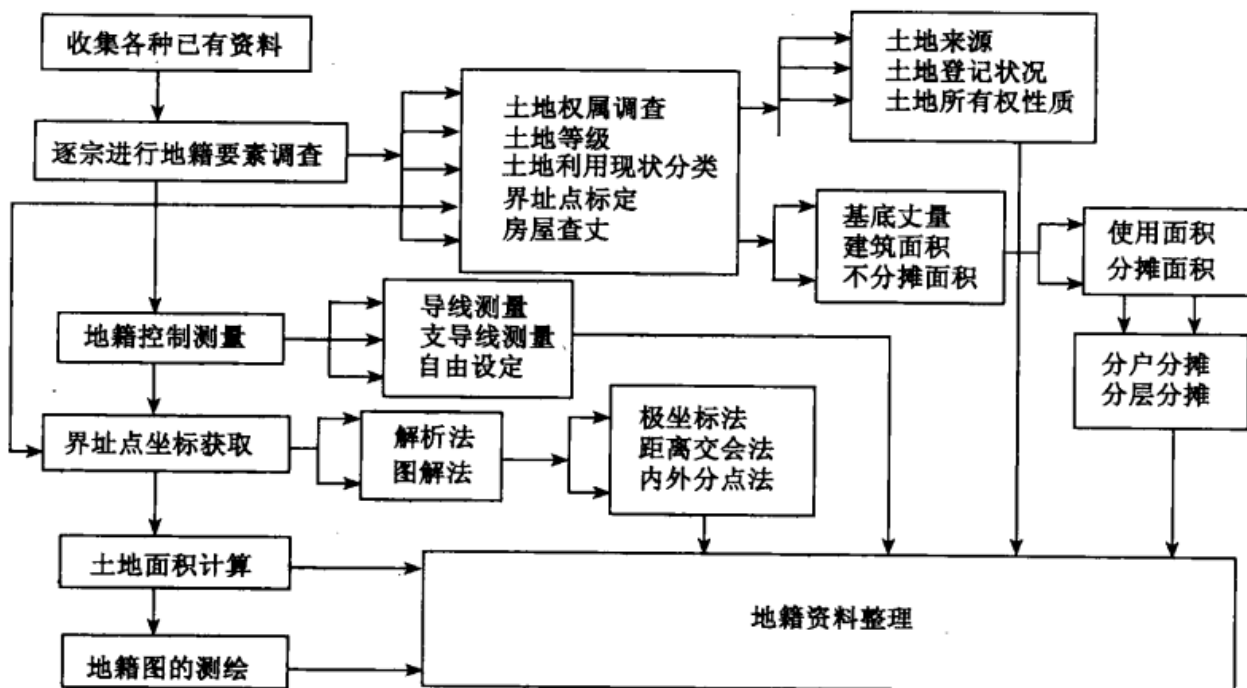 收集各种已有资料
逐宗进行地籍要素调查
土地权属调查
土地等级
土地利用现状分类
界址点标定
房屋查丈
土地来源
土地登记状况
土地所有权性质
基底丈量
建筑面积
不分摊面积
使用面积
分摊面积
分户分摊
分层分摊
地籍控制测量
导线测量
支导线测量
自由设定
界址点坐标获取
解析法
图解法
极坐标法
距离交会法
内外分点法
土地面积计算
地籍图的测绘
地籍资料整理